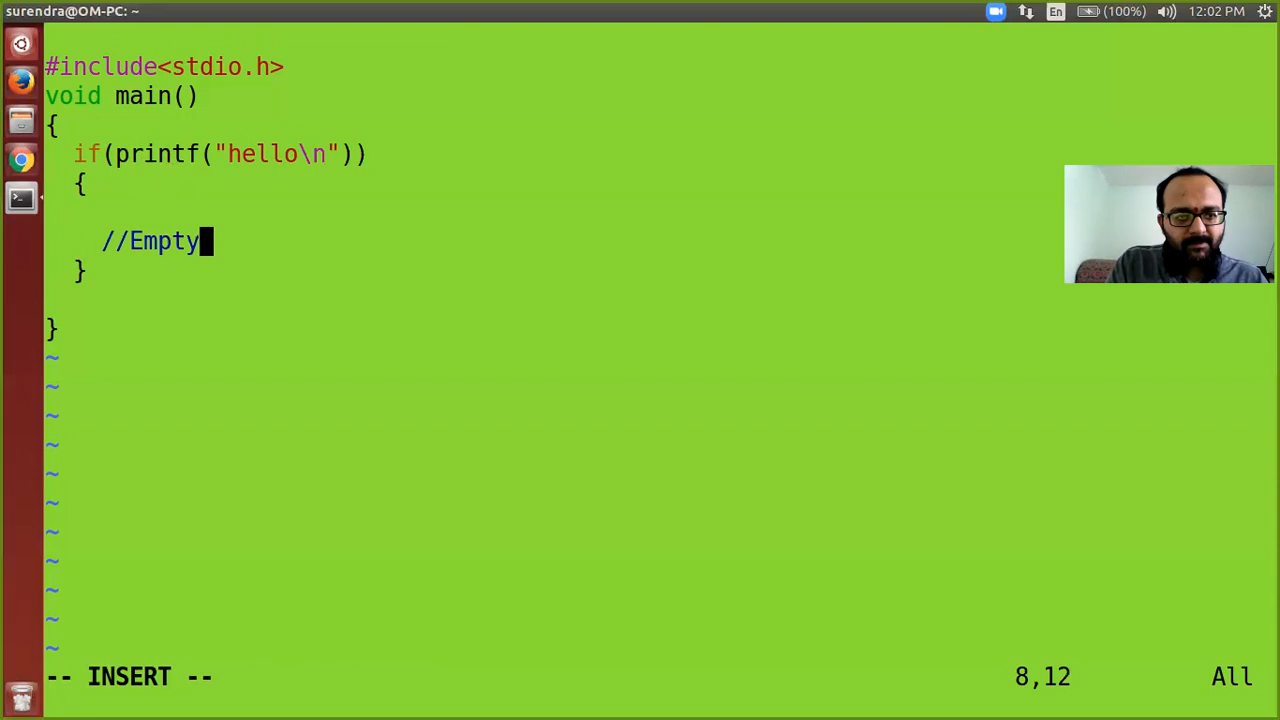 surendra@OM-PC: ~
En (100%) 12:02 PM
#include<stdio.h>
void main()
{
if(printf("hello\n"))
{
//Empty
}
}
~
~
~
~
~
~
~
~
~
~
~
-- INSERT -- 8,12 All